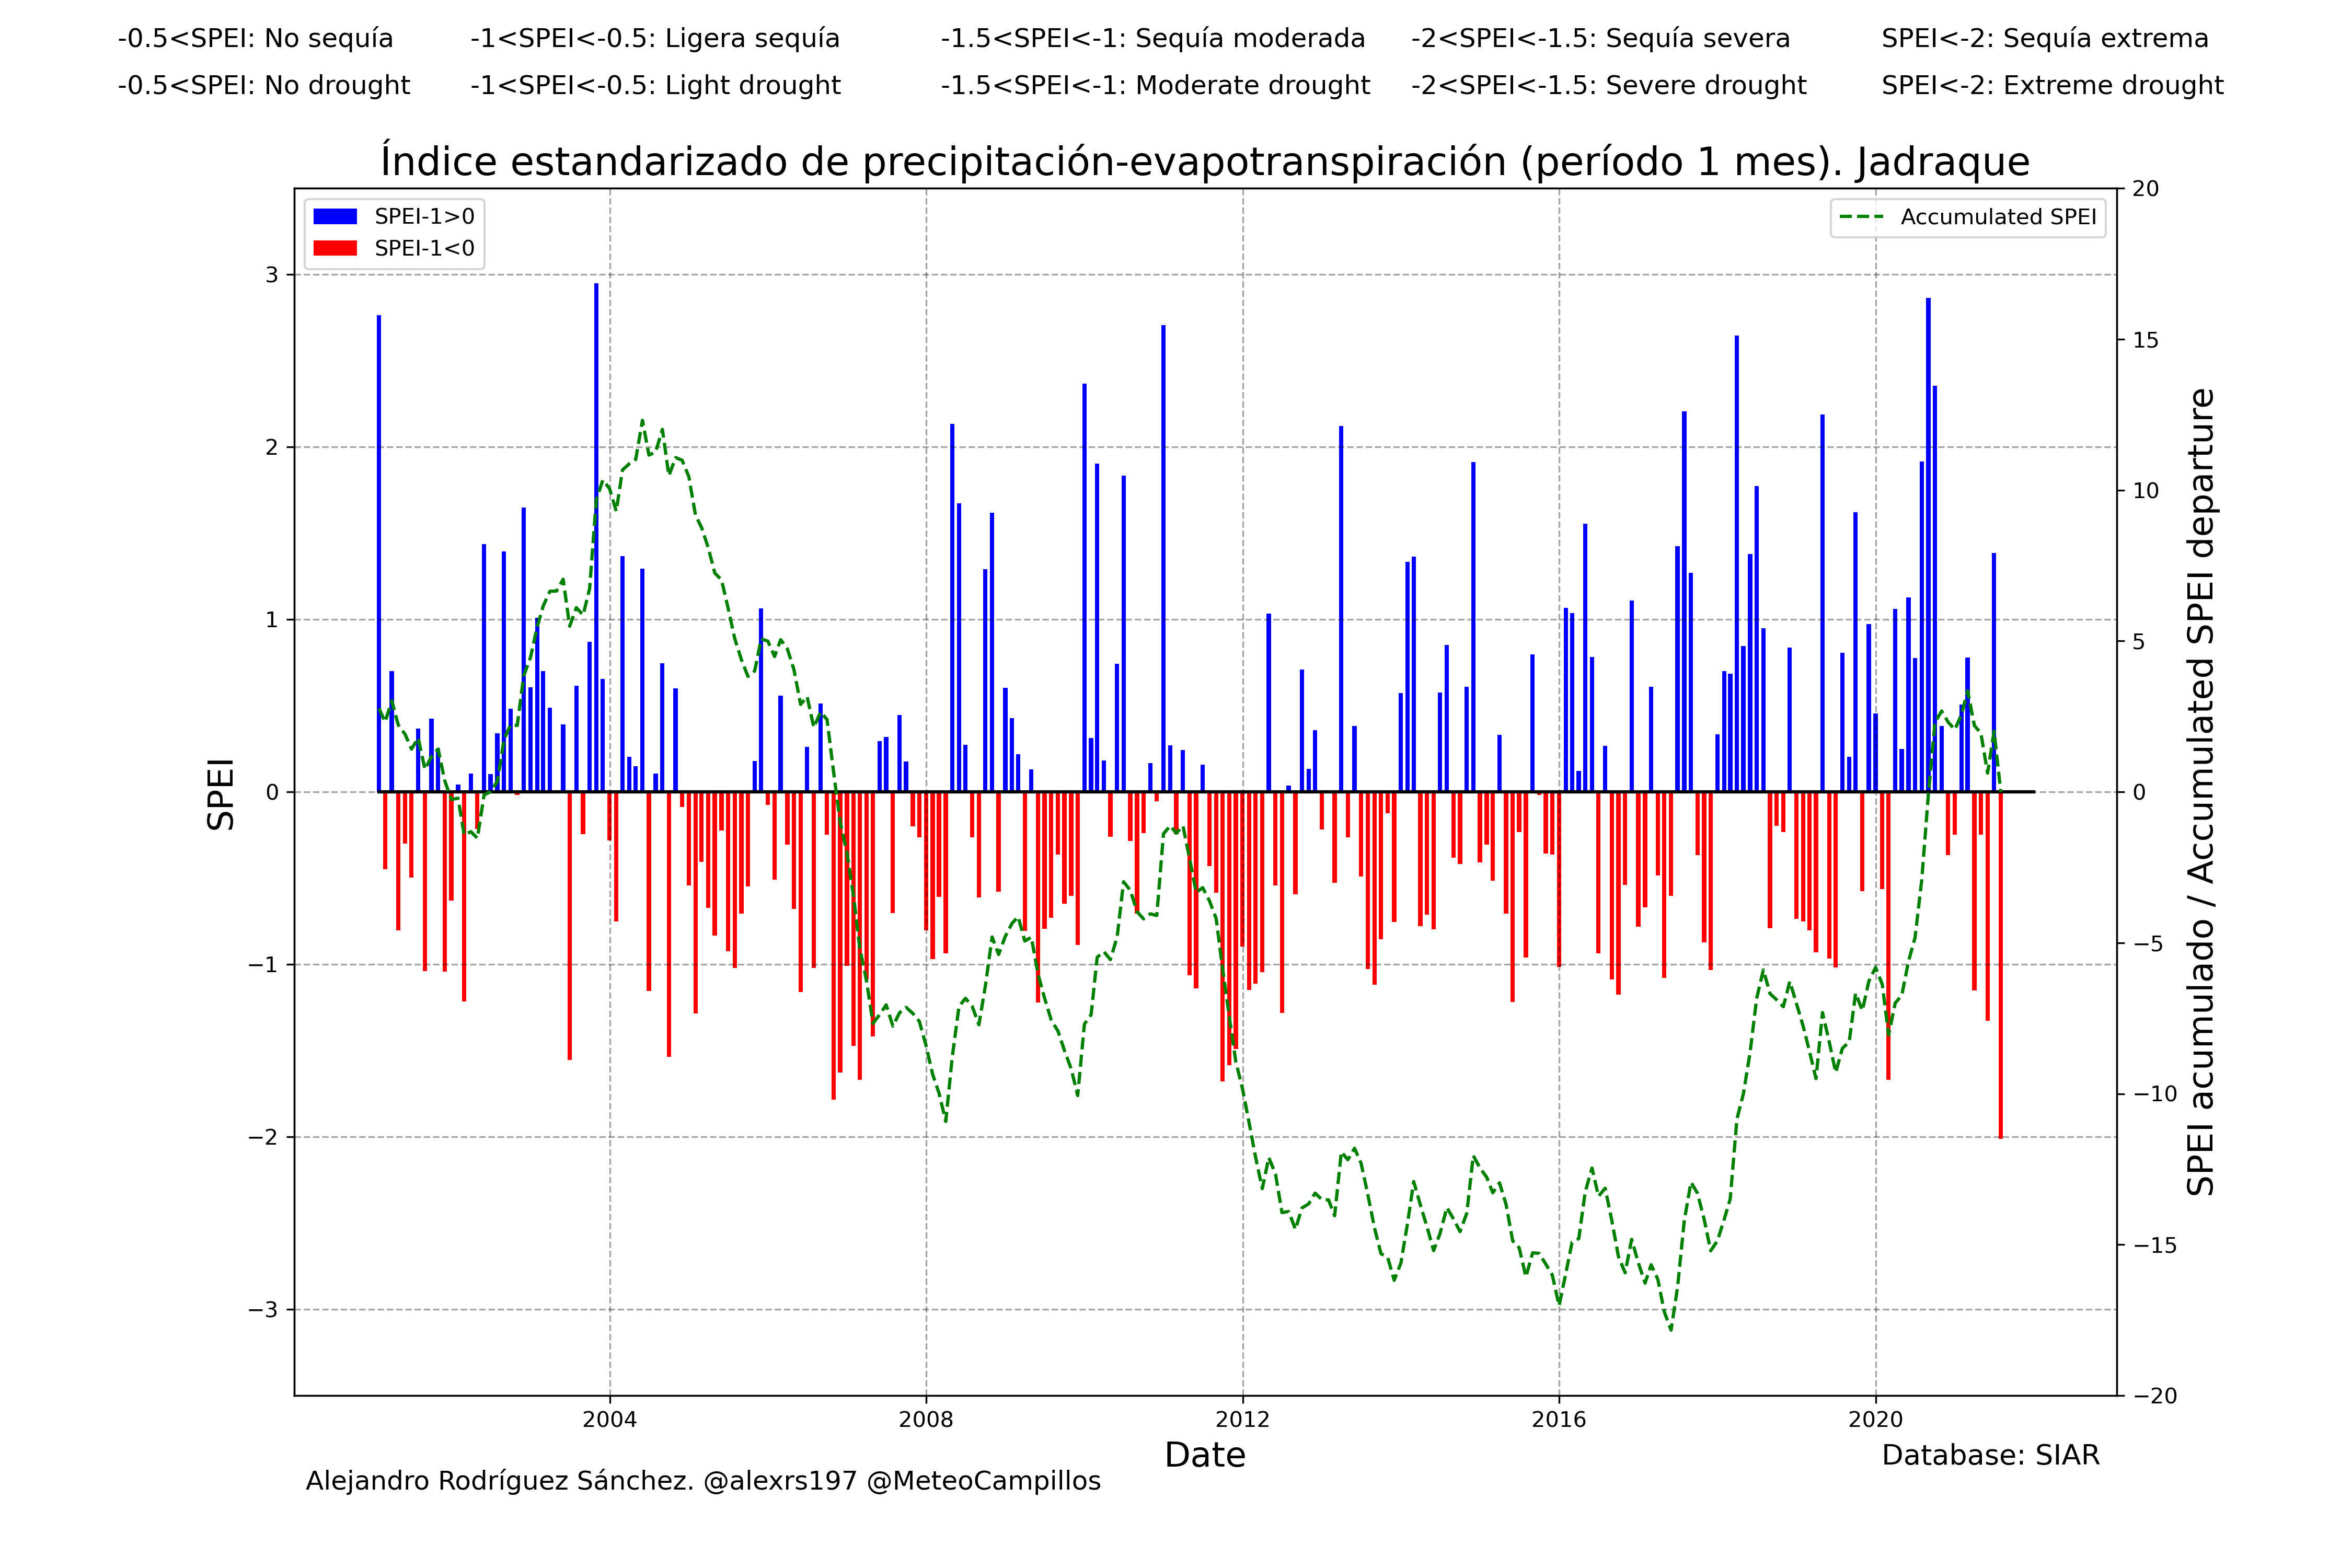 -0.5<SPEI: No sequía -1<SPEI<-0.5: Ligera sequía -1.5<SPEI<-1: Sequía moderada -2<SPEI<-1.5: Sequía severa SPEI<-2: Sequía extrema
-0.5<SPEI: No drought -1<SPEI<-0.5: Light drought -1.5<SPEI<-1: Moderate drought -2<SPEI<-1.5: Severe drought SPEI<-2: Extreme drought
Índice estandarizado de precipitación-evapotranspiración (período 1 mes). Jadraque
SPEI-1>0
SPEI-1<0
Accumulated SPEI
SPEI
3
2
1
0
−1
−2
−3
20
15
10
5
0
−5
−10
−15
−20
SPEI acumulado / Accumulated SPEI departure
2004 2008 2012 2016 2020
Date
Database: SIAR
Alejandro Rodríguez Sánchez. @alexrs197 @MeteoCampillos